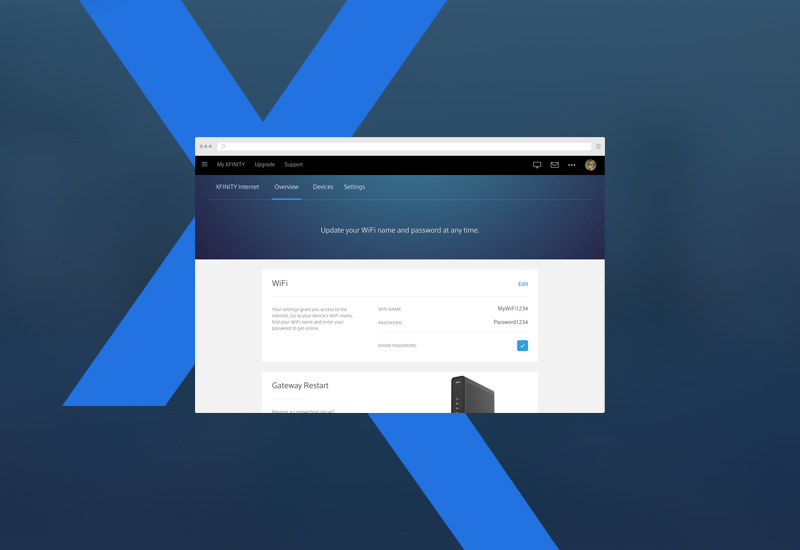 My XFINITY Upgrade Support
XFINITY Internet Overview Devices Settings
Update your WiFi name and password at any time.
WiFi Edit
Your settings grant you access to the
internet. Go to your device's WiFi menu,
find your WiFi name and enter your
password to get online.
WIFI NAME MyWiFi1234
PASSWORD Password1234
SHOW PASSWORD
Gateway Restart
Having a connection issue?